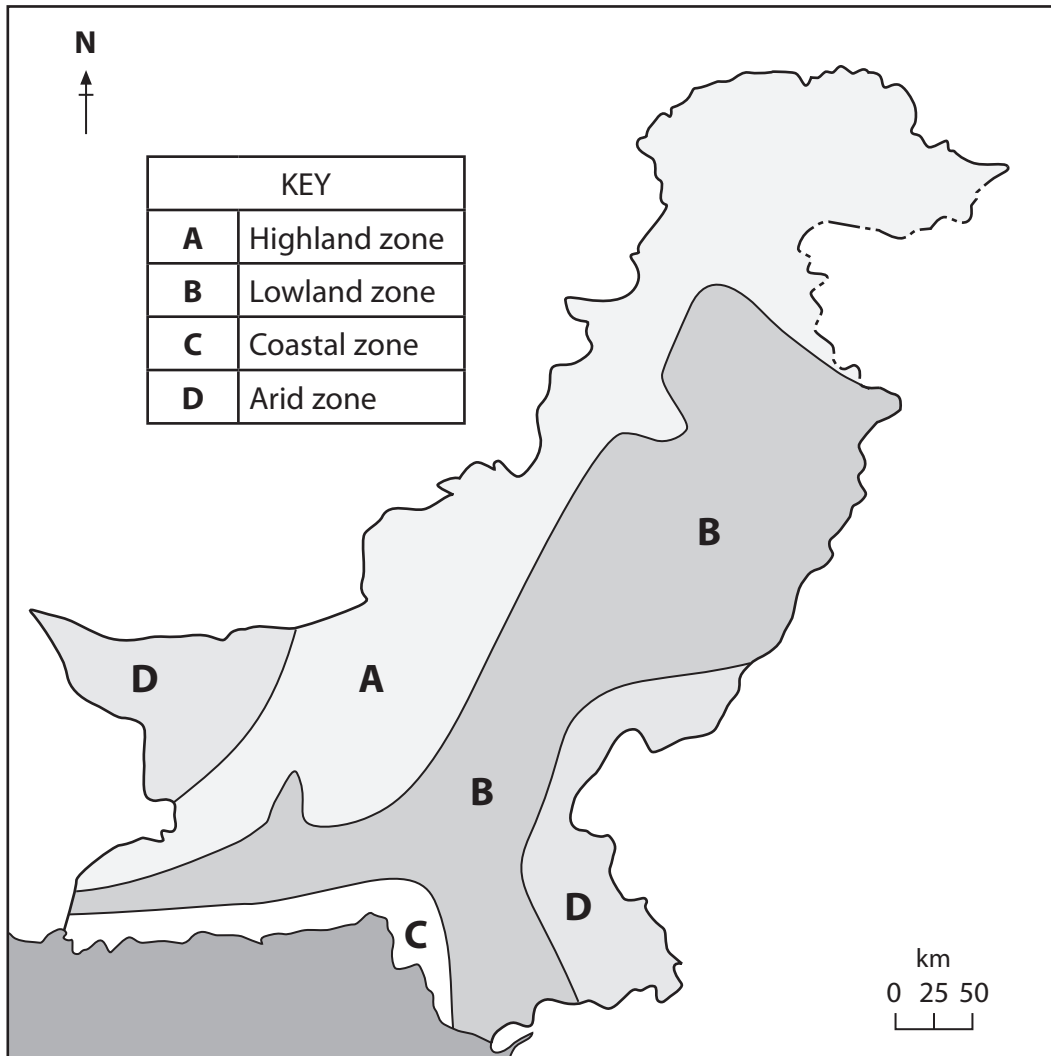 N
KEY
A Highland zone
B Lowland zone
C Coastal zone
D Arid zone
B
D
A
B
D
C
km
0 25 50